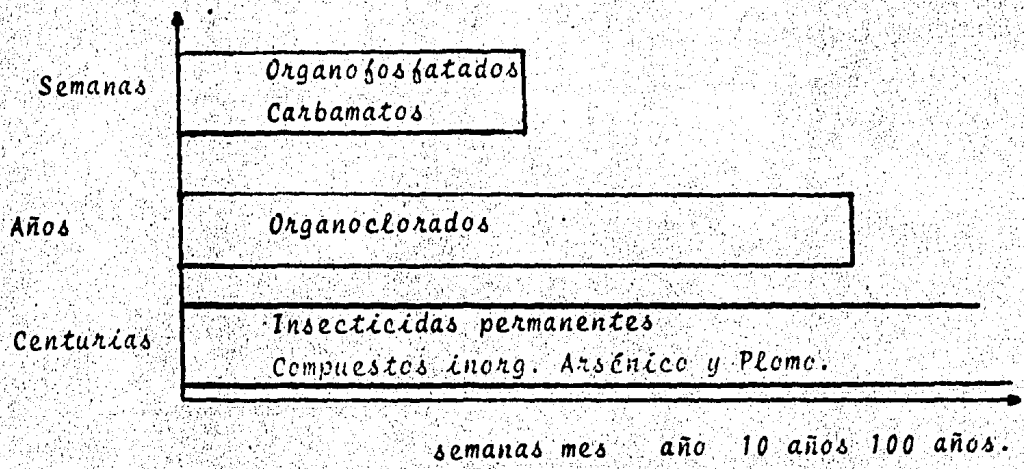 Semanas
Organofosfatados
Carbamatos
Años
Organoclorados
Centurias
Insecticidas permanentes
Compuestos inorg. Arsénico y Plomo.
semanas mes año 10 años 100 años.